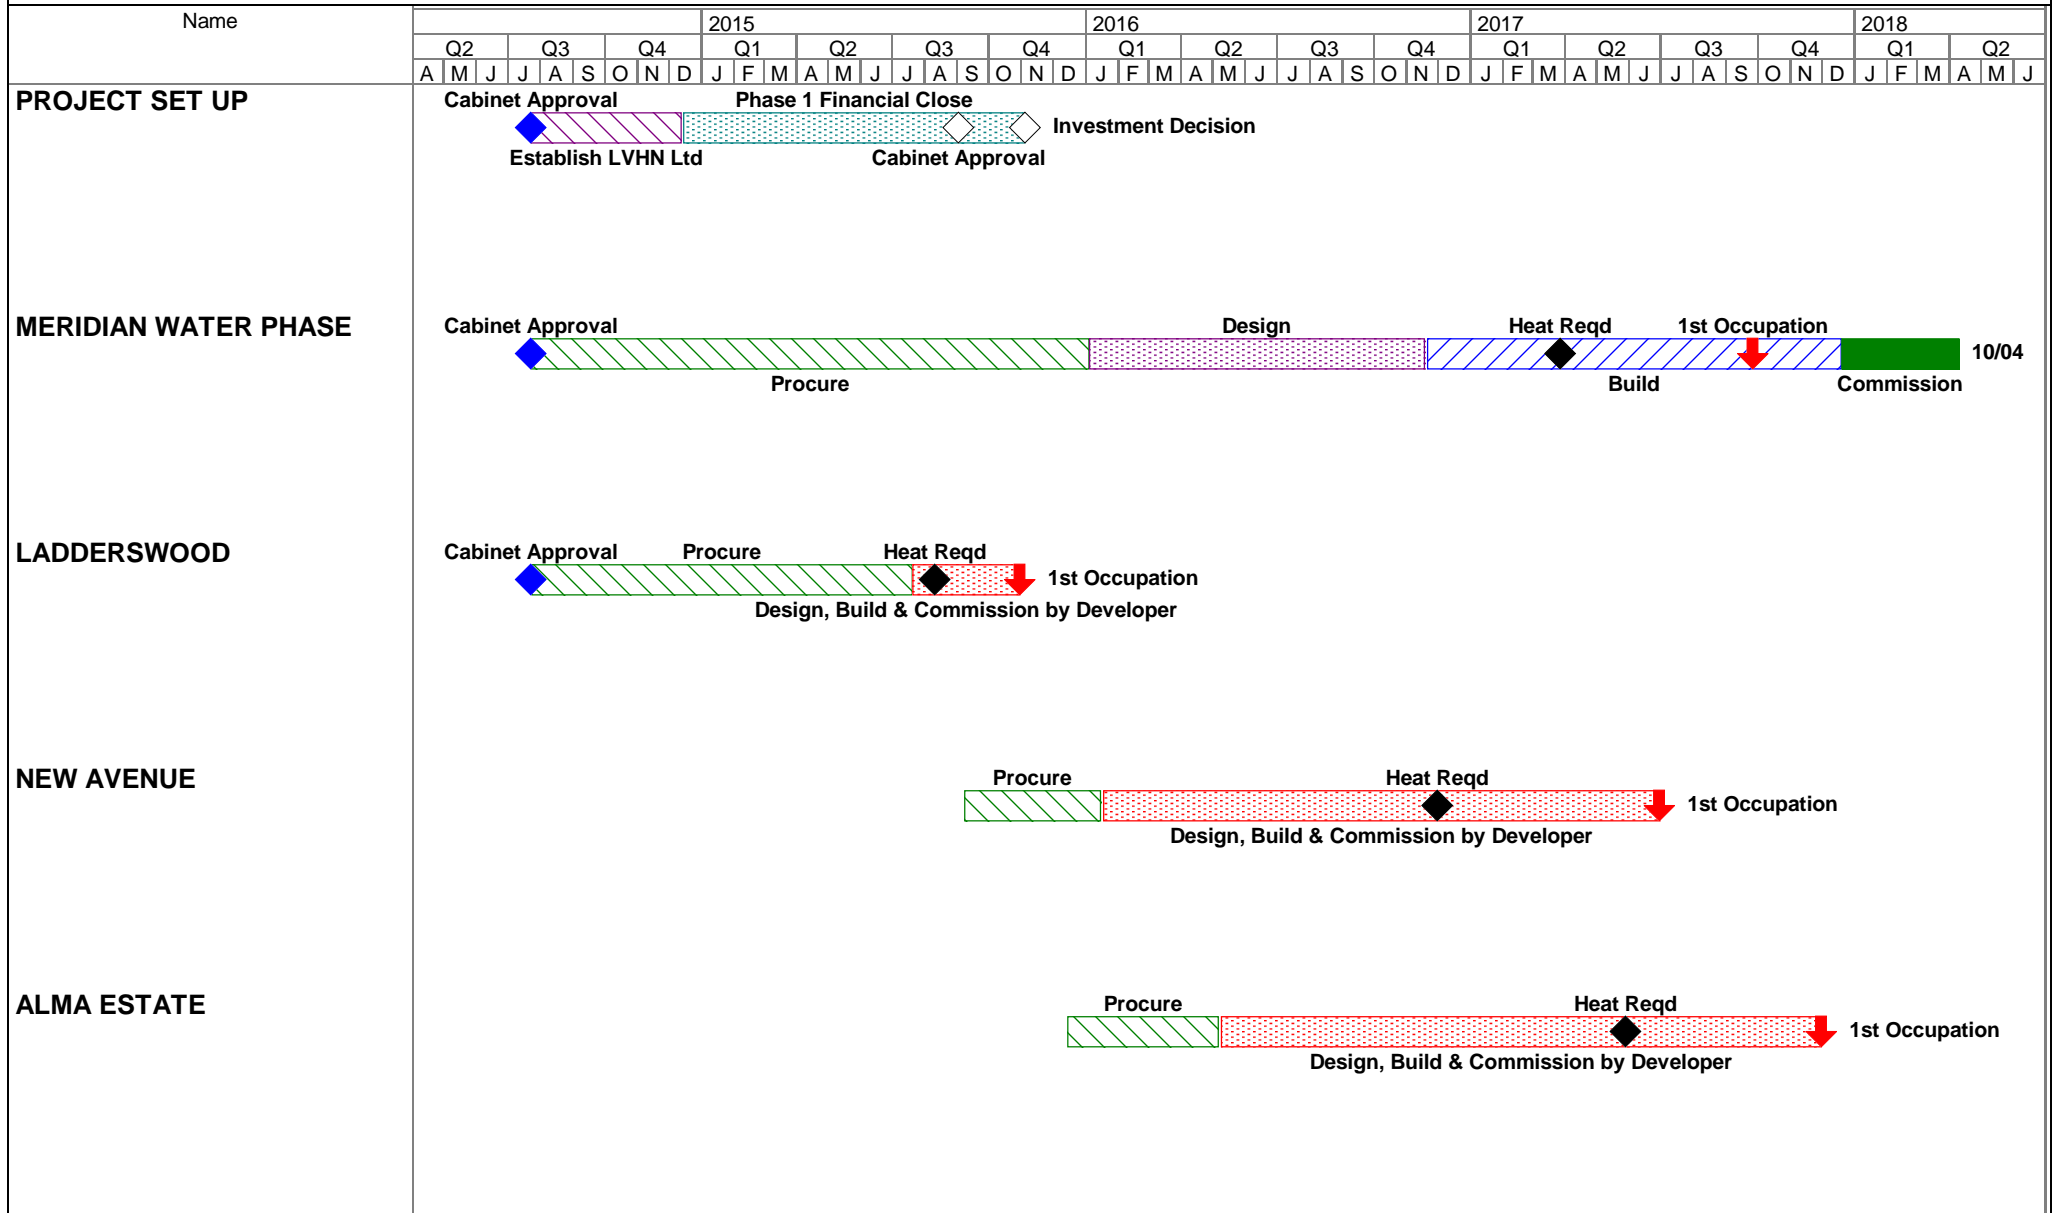 Name
2015 2016 2017 2018
Q2 Q3 Q4 Q1 Q2 Q3 Q4 Q1 Q2 Q3 Q4 Q1 Q2 Q3 Q4 Q1 Q2
A M J J A S O N D J F M A M J J A S O N D J F M A M J J A S O N D J F M A M J J A S O N D J F M A M J
PROJECT SET UP Cabinet Approval Phase 1 Financial Close
Investment Decision
Establish LVHN Ltd Cabinet Approval
MERIDIAN WATER PHASE Cabinet Approval Design Heat Reqd 1st Occupation
10/04
Procure Build Commission
LADDERSWOOD Cabinet Approval Procure Heat Reqd
1st Occupation
Design, Build & Commission by Developer
NEW AVENUE Procure Heat Reqd
1st Occupation
Design, Build & Commission by Developer
ALMA ESTATE Procure Heat Reqd
1st Occupation
Design, Build & Commission by Developer